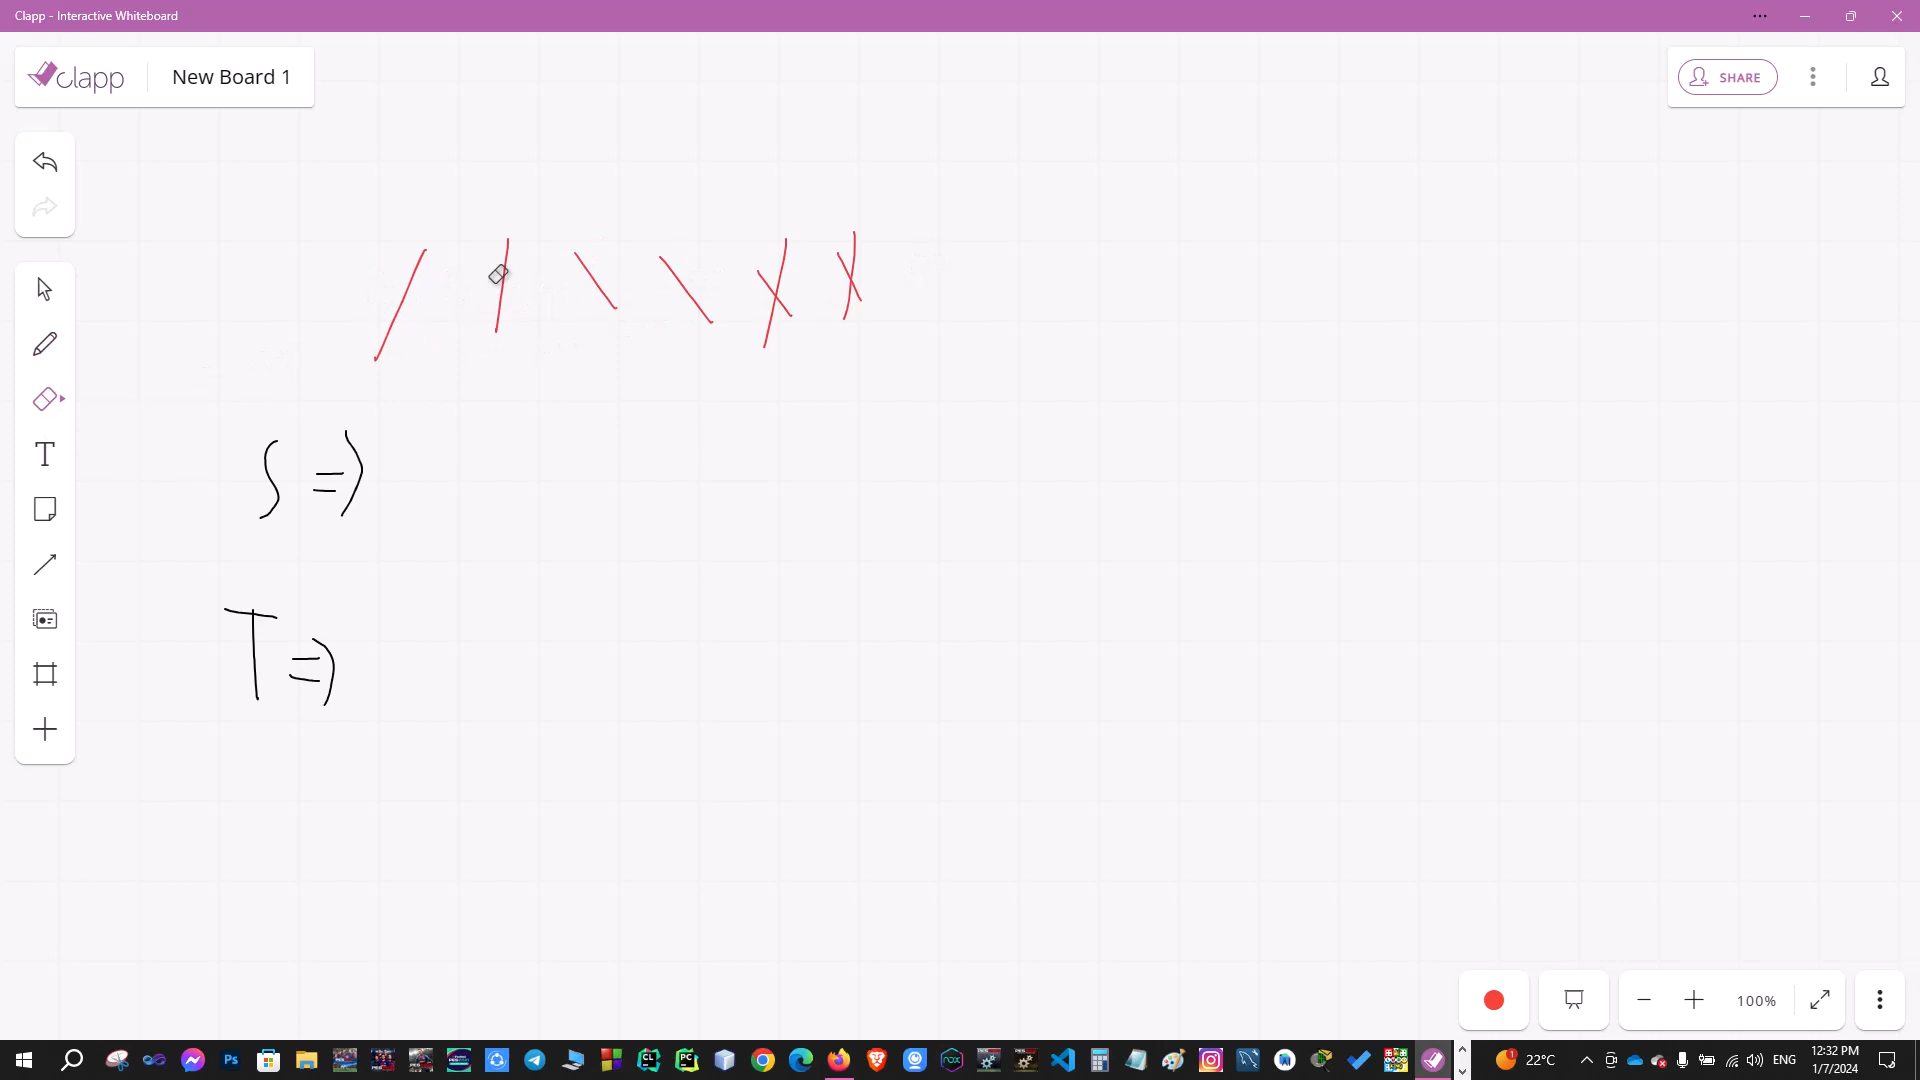 Clapp - Interactive Whiteboard
clapp New Board 1
SHARE
S =>
T =>
T
100%
22°C ENG 12:32 PM
1/7/2024